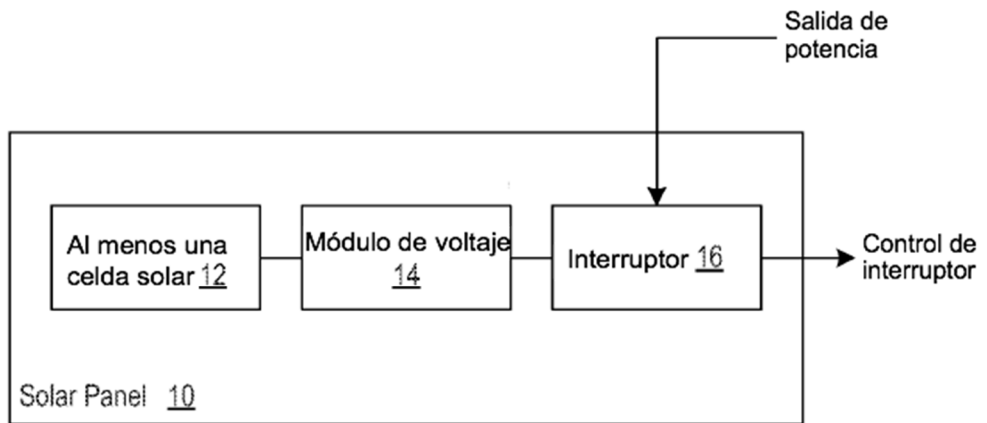 Salida de
potencia
Al menos una
celda solar 12
Módulo de voltaje
14
Interruptor 16
Control de
interruptor
Solar Panel 10